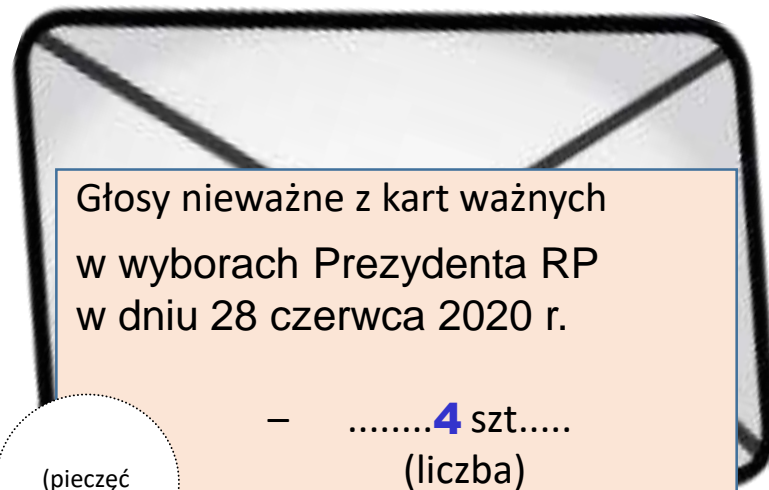 Głosy nieważne z kart ważnych
w wyborach Prezydenta RP
w dniu 28 czerwca 2020 r.
– ........4 szt.....
(liczba)
(pieczęć